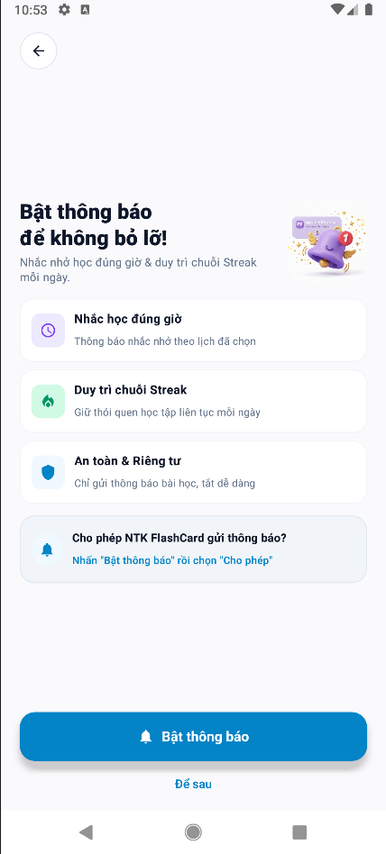 10:53
Bật thông báo
để không bỏ lỡ!
Nhắc nhở học đúng giờ & duy trì chuỗi Streak
mỗi ngày.
1
Nhắc học đúng giờ
Thông báo nhắc nhở theo lịch đã chọn
Duy trì chuỗi Streak
Giữ thói quen học tập liên tục mỗi ngày
An toàn & Riêng tư
Chỉ gửi thông báo bài học, tắt dễ dàng
Cho phép NTK FlashCard gửi thông báo?
Nhấn "Bật thông báo" rồi chọn "Cho phép"
Bật thông báo
Để sau